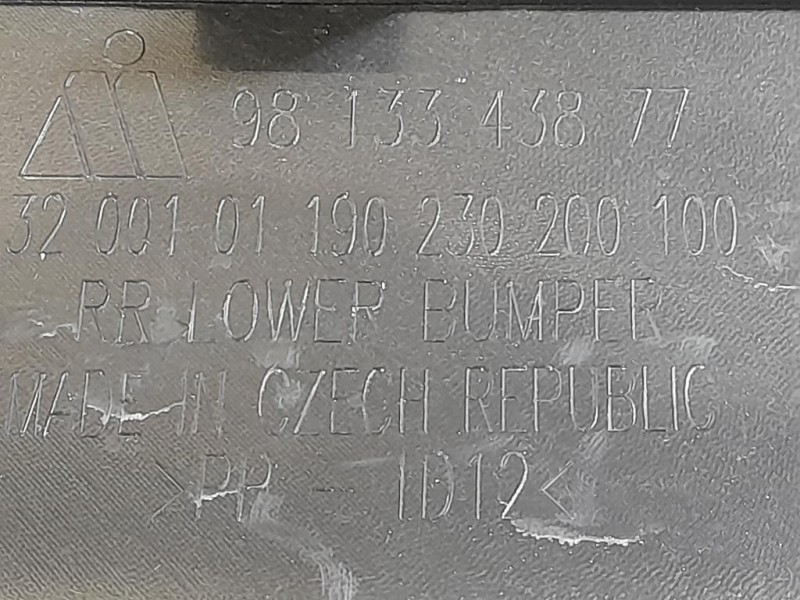 98 133 438 77
32 001 01 190 230 200 100
RR LOWER BUMPER
MADE IN CZECH REPUBLIC
>PP - TD12<